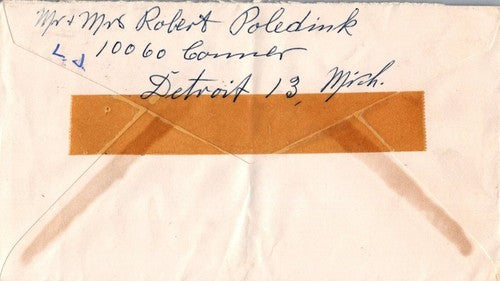 Mr + Mrs Robert Poledink
10060 Conner
Detroit 13, Mich.